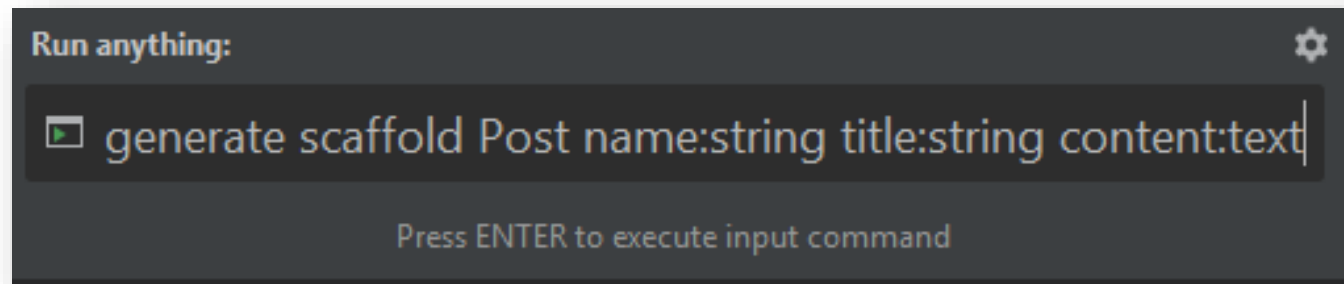 Run anything:
generate scaffold Post name:string title:string content:text
Press ENTER to execute input command